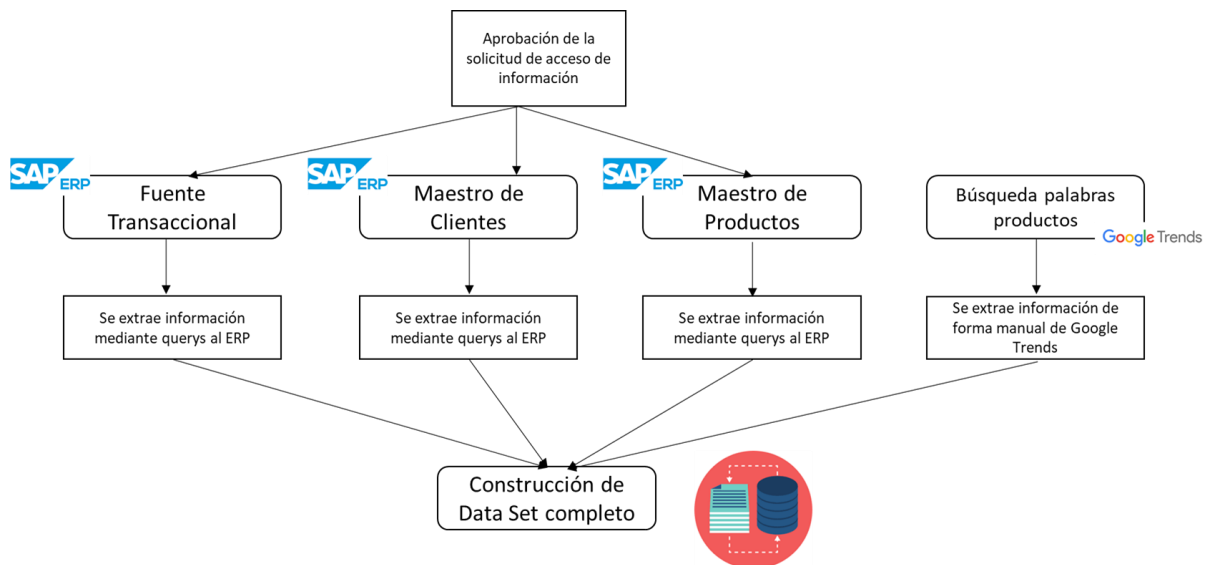 Aprobación de la
solicitud de acceso de
información
SAP ERP
Fuente
Transaccional
SAP ERP
Maestro de
Clientes
SAP ERP
Maestro de
Productos
Búsqueda palabras
productos
Google Trends
Se extrae información
mediante querys al ERP
Se extrae información
mediante querys al ERP
Se extrae información
mediante querys al ERP
Se extrae información de
forma manual de Google
Trends
Construcción de
Data Set completo